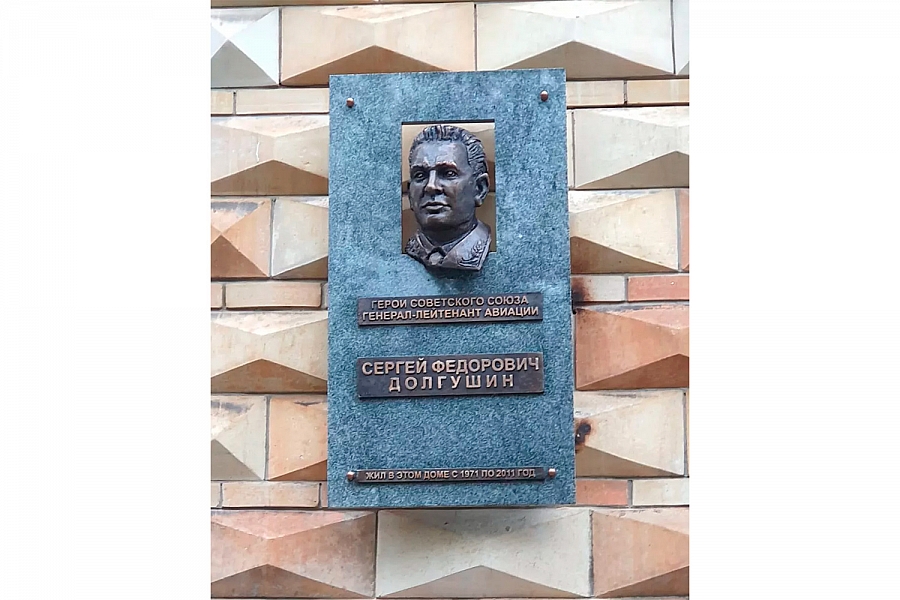 ГЕРОЙ СОВЕТСКОГО СОЮЗА
ГЕНЕРАЛ-ЛЕЙТЕНАНТ АВИАЦИИ
СЕРГЕЙ ФЕДОРОВИЧ
ДОЛГУШИН
ЖИЛ В ЭТОМ ДОМЕ С 1971 ПО 2011 ГОД